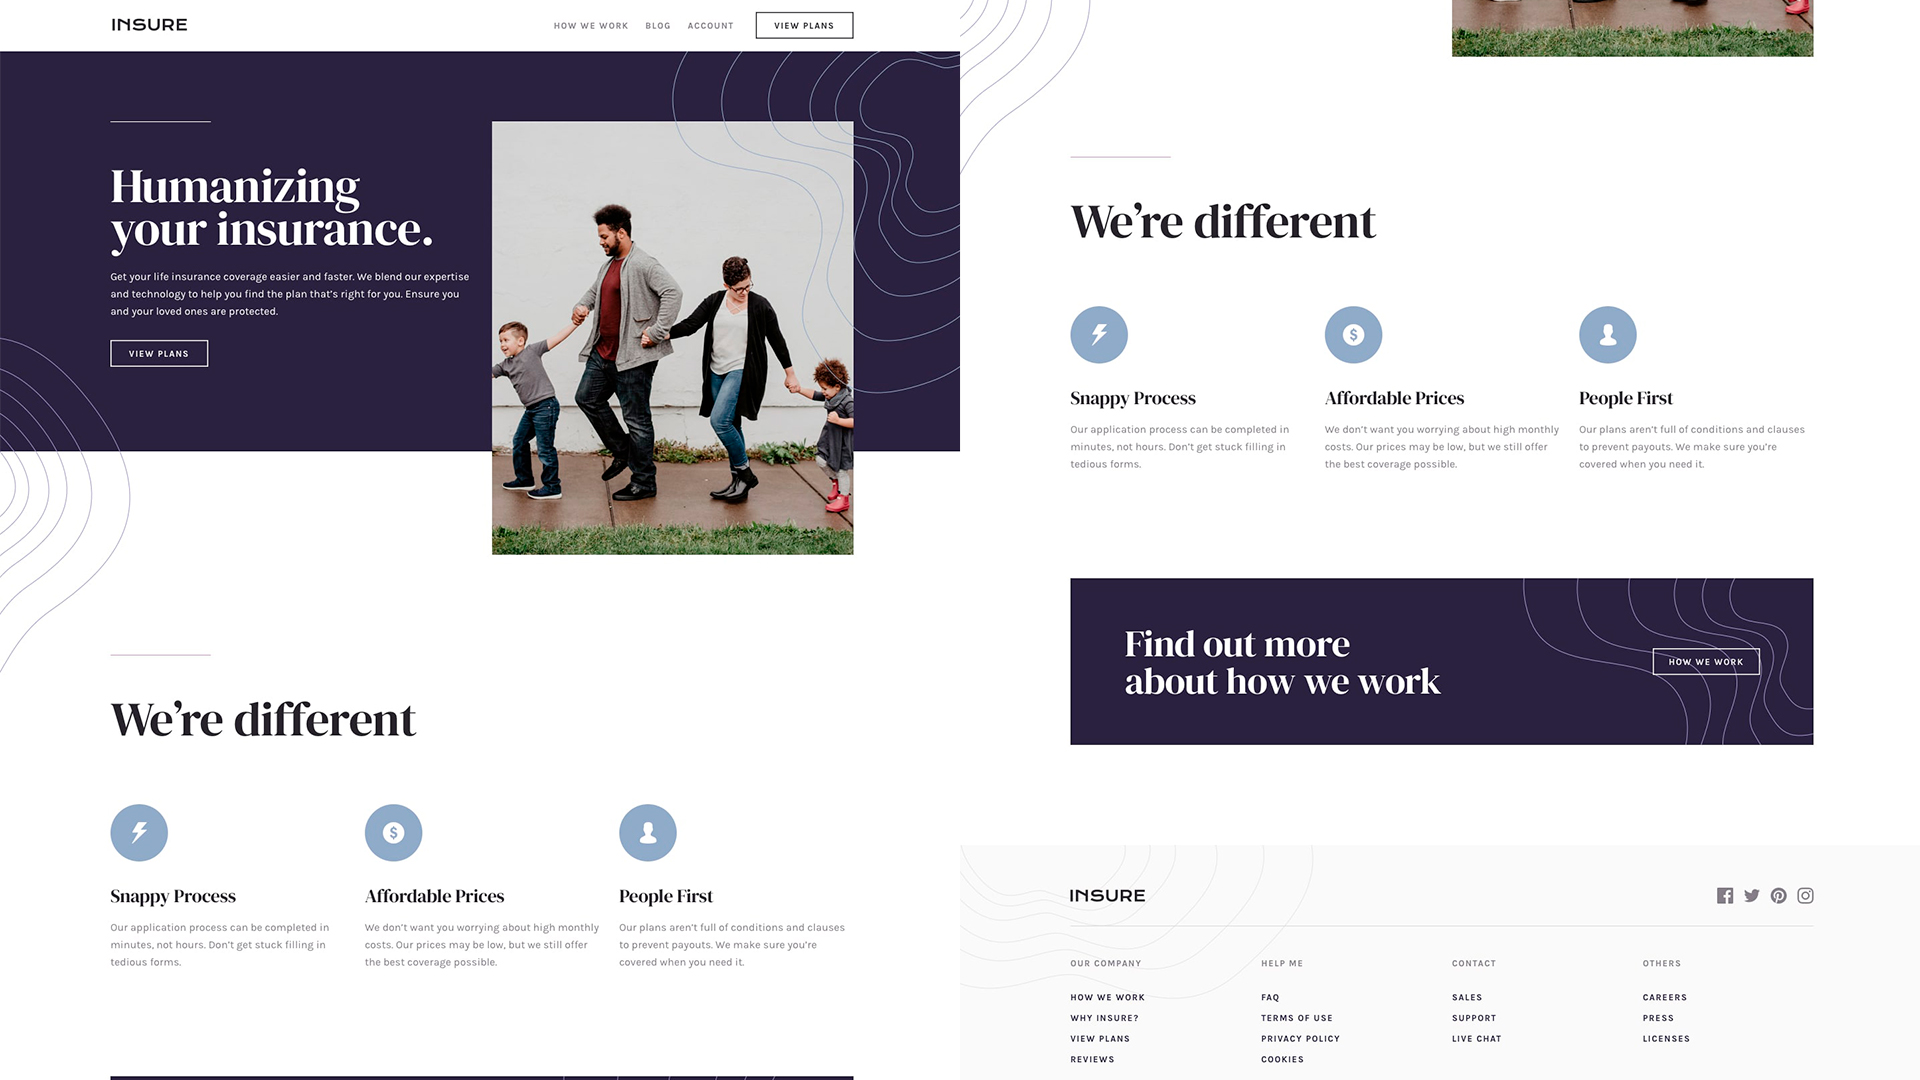 INSURE
HOW WE WORK
BLOG
ACCOUNT
VIEW PLANS
Humanizing
your insurance.
Get your life insurance coverage easier and faster. We blend our expertise
and technology to help you find the plan that’s right for you. Ensure you
and your loved ones are protected.
VIEW PLANS
We’re different
Snappy Process
Our application process can be completed in
minutes, not hours. Don’t get stuck filling in
tedious forms.
Affordable Prices
We don’t want you worrying about high monthly
costs. Our prices may be low, but we still offer
the best coverage possible.
People First
Our plans aren’t full of conditions and clauses
to prevent payouts. We make sure you’re
covered when you need it.
We’re different
Snappy Process
Our application process can be completed in
minutes, not hours. Don’t get stuck filling in
tedious forms.
Affordable Prices
We don’t want you worrying about high monthly
costs. Our prices may be low, but we still offer
the best coverage possible.
People First
Our plans aren’t full of conditions and clauses
to prevent payouts. We make sure you’re
covered when you need it.
Find out more
about how we work
HOW WE WORK
INSURE
OUR COMPANY
HOW WE WORK
WHY INSURE?
VIEW PLANS
REVIEWS
HELP ME
FAQ
TERMS OF USE
PRIVACY POLICY
COOKIES
CONTACT
SALES
SUPPORT
LIVE CHAT
OTHERS
CAREERS
PRESS
LICENSES